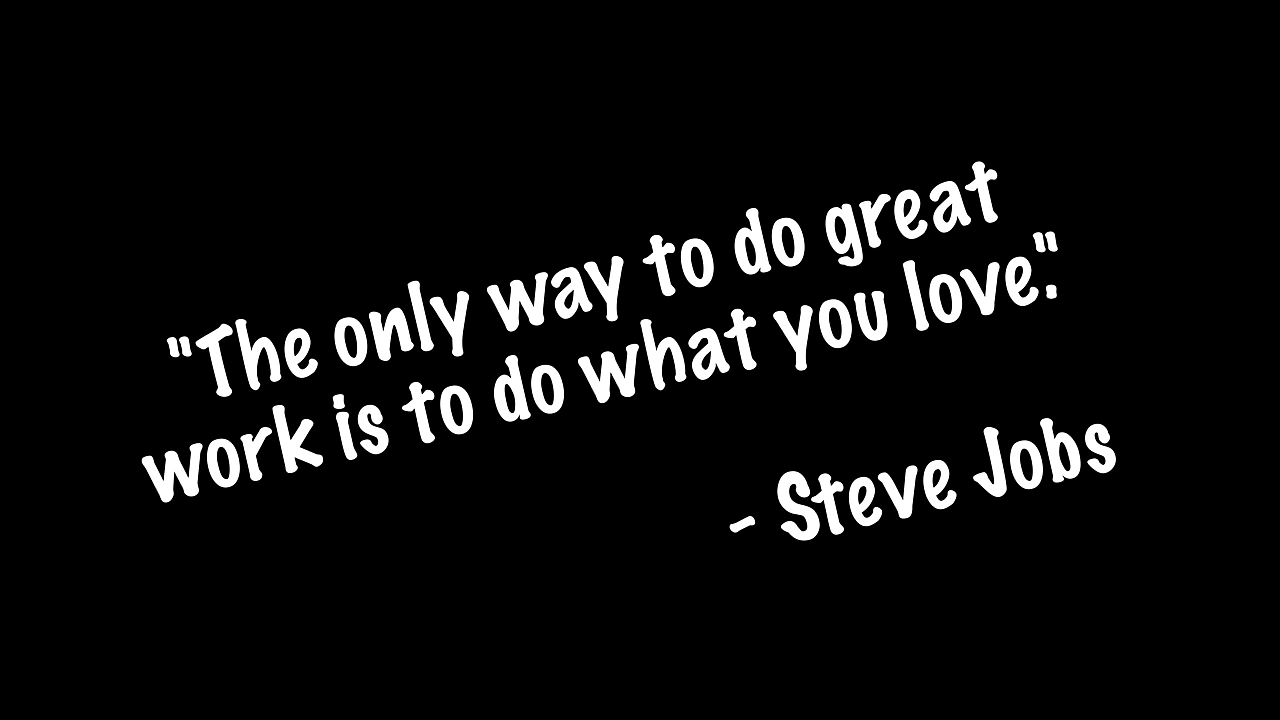 "The only way to do great
work is to do what you love."
- Steve Jobs